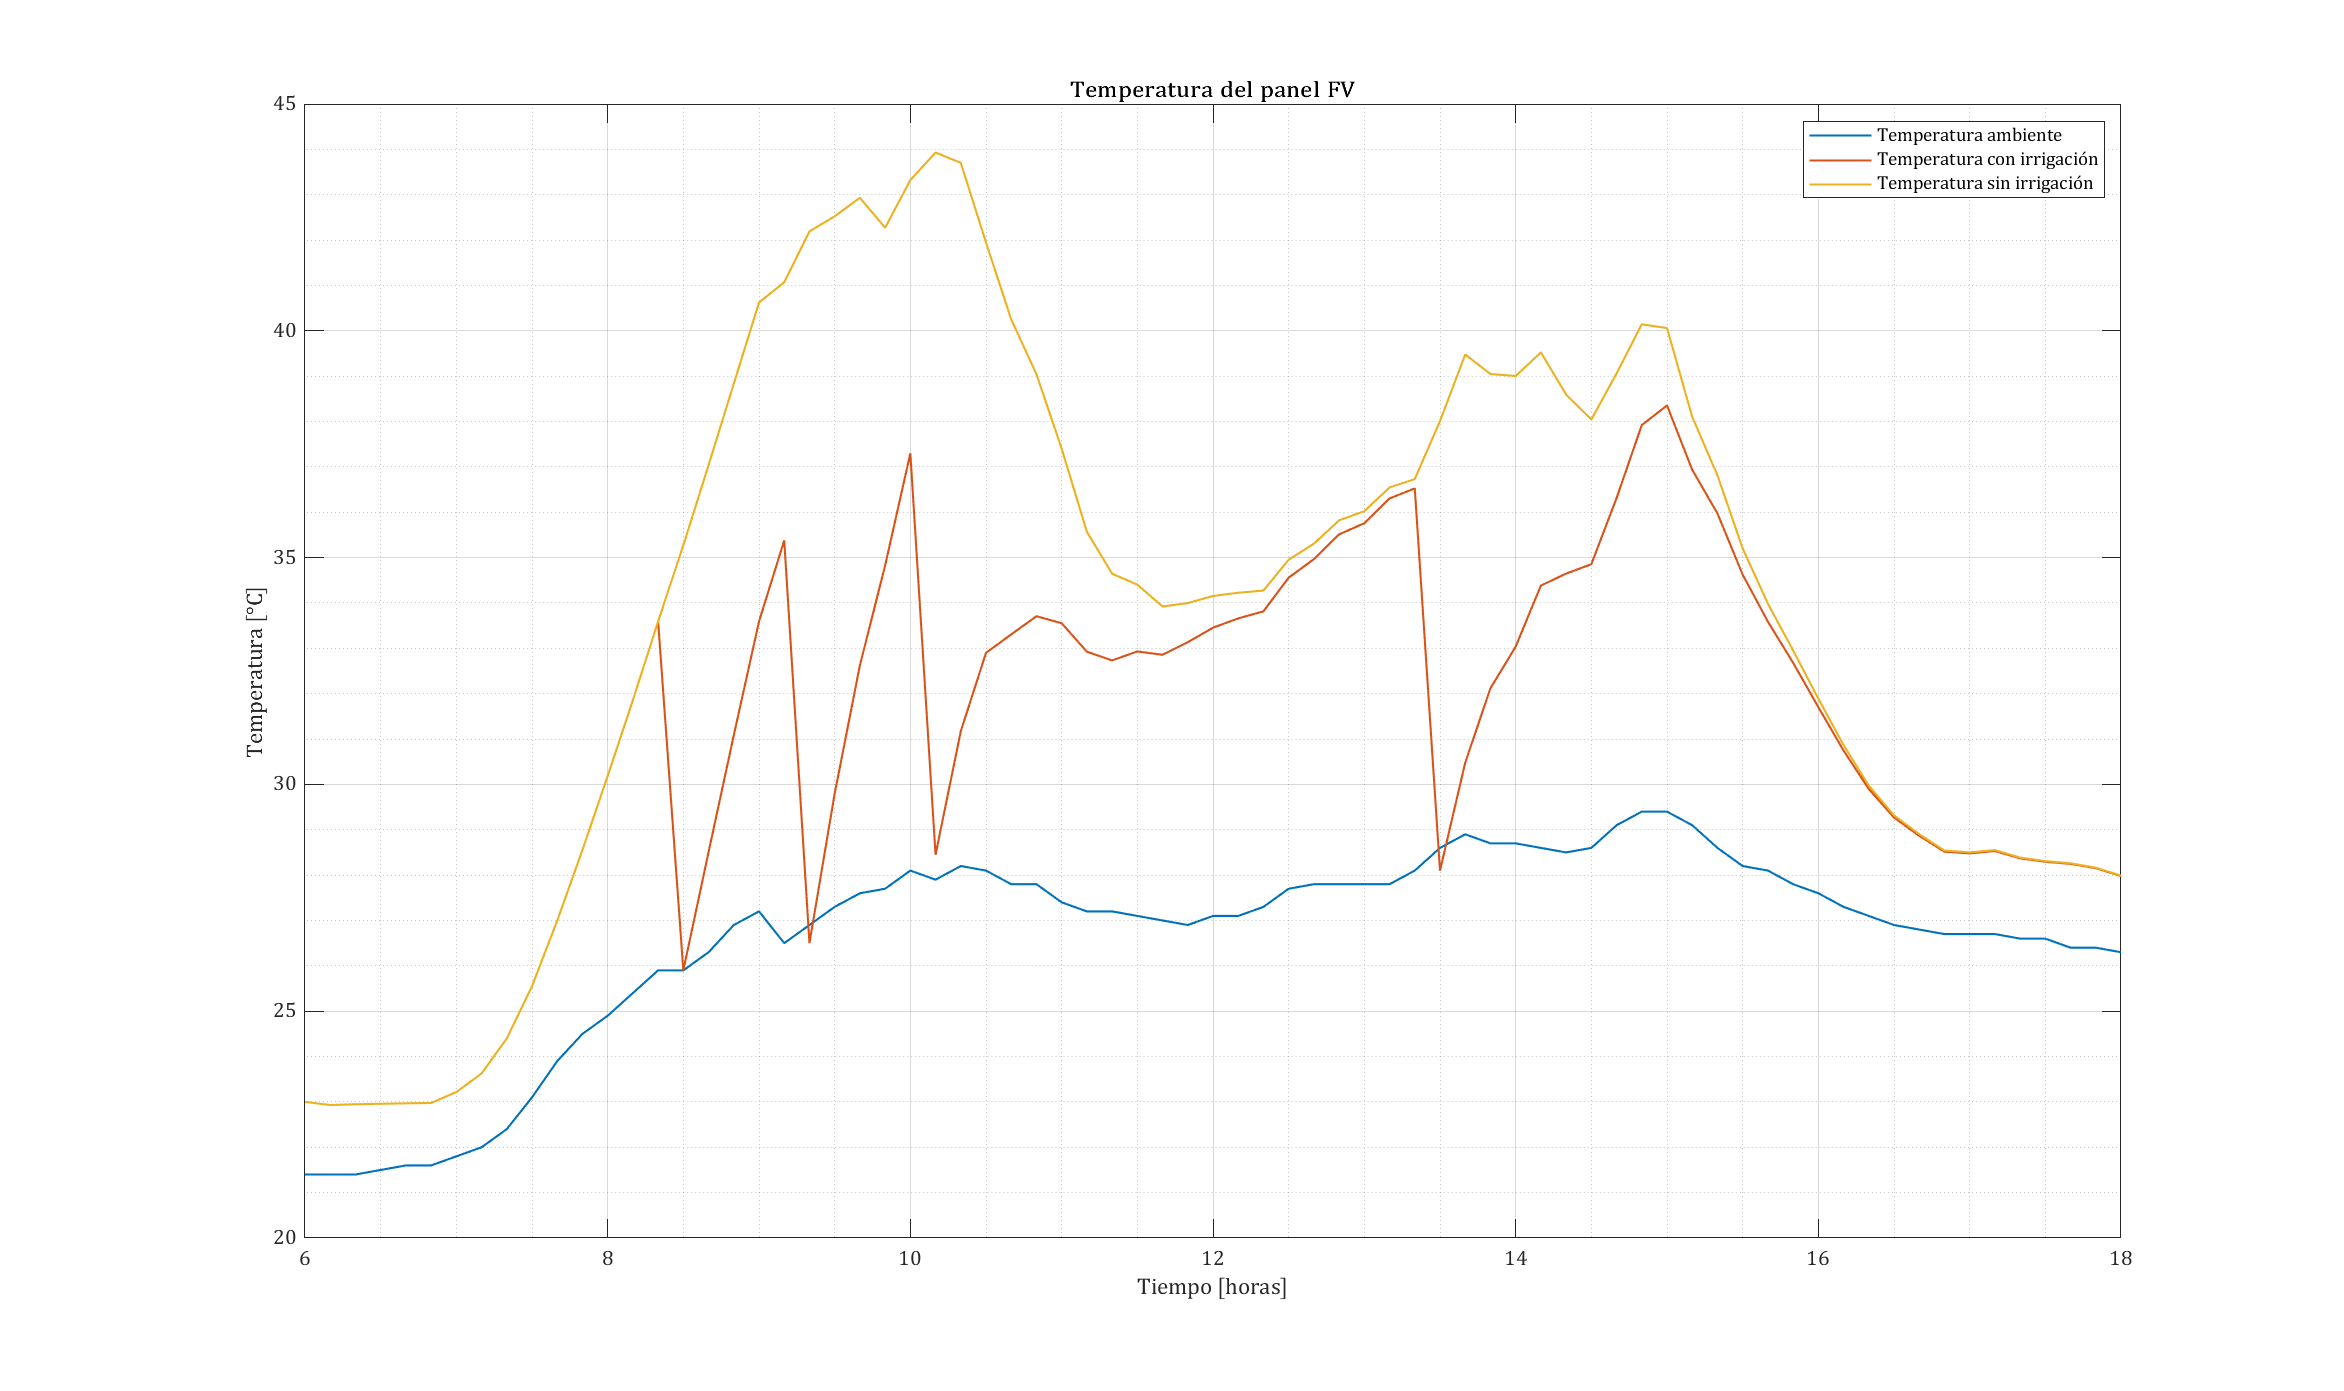 Temperatura del panel FV
45
Temperatura ambiente
Temperatura con irrigación
Temperatura sin irrigación
40
35
Temperatura [°C]
30
25
20
6 8 10 12 14 16 18
Tiempo [horas]